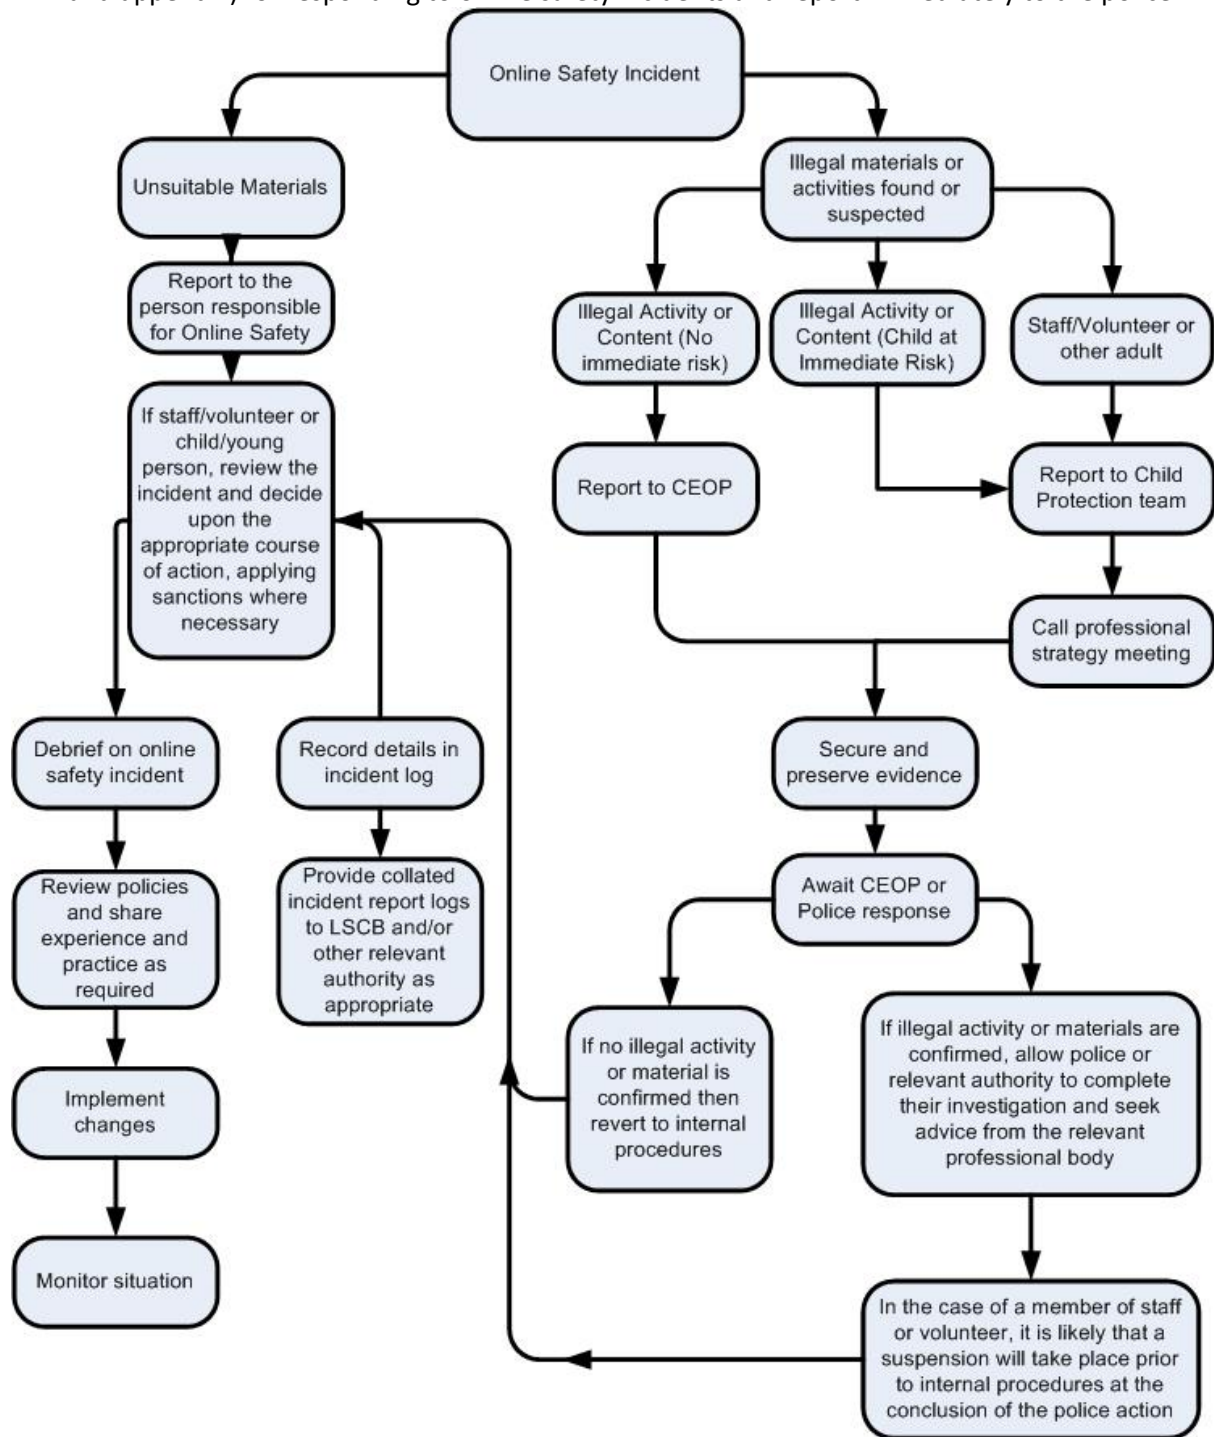 Online Safety Incident
Unsuitable Materials
Illegal materials or
activities found or
suspected
Report to the
person responsible
for Online Safety
Illegal Activity or
Content (No
immediate risk)
Illegal Activity or
Content (Child at
Immediate Risk)
Staff/Volunteer or
other adult
If staff/volunteer or
child/young
person, review the
incident and decide
upon the
appropriate course
of action, applying
sanctions where
necessary
Report to CEOP
Report to Child
Protection team
Call professional
strategy meeting
Debrief on online
safety incident
Record details in
incident log
Secure and
preserve evidence
Review policies
and share
experience and
practice as
required
Provide collated
incident report logs
to LSCB and/or
other relevant
authority as
appropriate
Await CEOP or
Police response
If no illegal activity
or material is
confirmed then
revert to internal
procedures
If illegal activity or materials are
confirmed, allow police or
relevant authority to complete
their investigation and seek
advice from the relevant
professional body
Implement
changes
Monitor situation
In the case of a member of staff
or volunteer, it is likely that a
suspension will take place prior
to internal procedures at the
conclusion of the police action